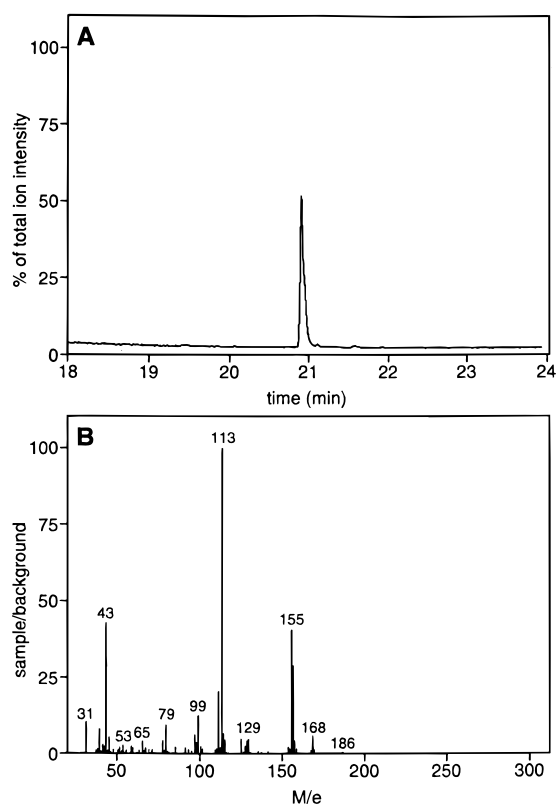 A
% of total ion intensity
100
75
50
25
0
18 19 20 21 22 23 24
time (min)
B
sample/background
100
75
50
25
0
113
43
155
31
53
65
79
99
129
168
186
50 100 150 200 250 300
M/e